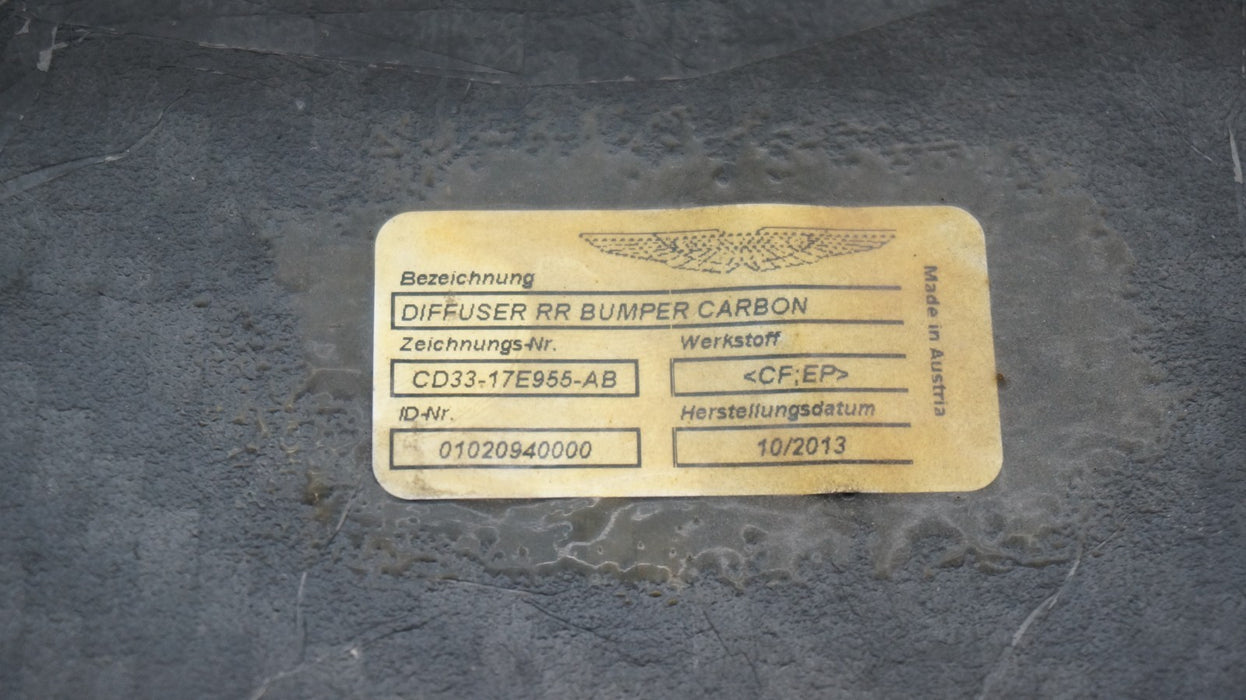 Bezeichnung
DIFFUSER RR BUMPER CARBON
Zeichnungs-Nr.
Werkstoff
CD33-17E955-AB
<CF;EP>
ID-Nr.
Herstellungsdatum
01020940000
10/2013
Made in Austria